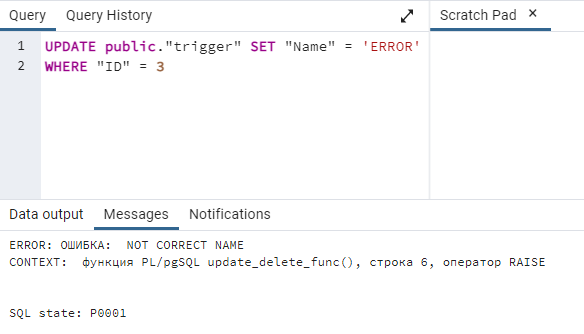 Query Query History Scratch Pad ×
1 UPDATE public."trigger" SET "Name" = 'ERROR'
2 WHERE "ID" = 3
Data output Messages Notifications
ERROR: ОШИБКА:  NOT CORRECT NAME
CONTEXT:  функция PL/pgSQL update_delete_func(), строка 6, оператор RAISE
SQL state: P0001